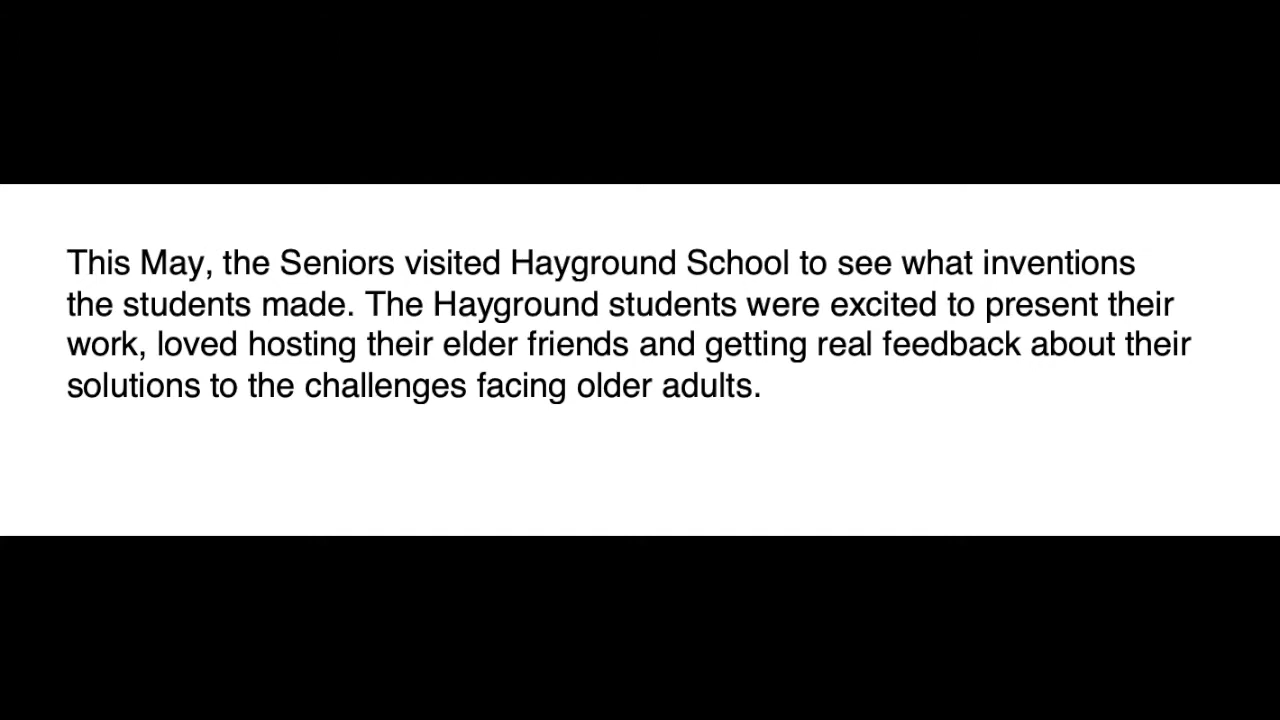 This May, the Seniors visited Hayground School to see what inventions
the students made. The Hayground students were excited to present their
work, loved hosting their elder friends and getting real feedback about their
solutions to the challenges facing older adults.